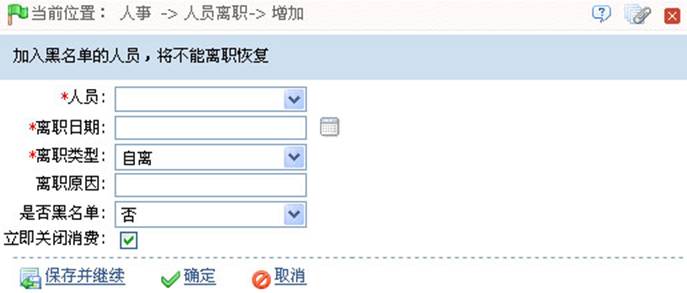 当前位置： 人事 -> 人员离职-> 增加
加入黑名单的人员，将不能离职恢复
*人员：
*离职日期：
*离职类型： 自离
离职原因：
是否黑名单： 否
立即关闭消费：
保存并继续 确定 取消